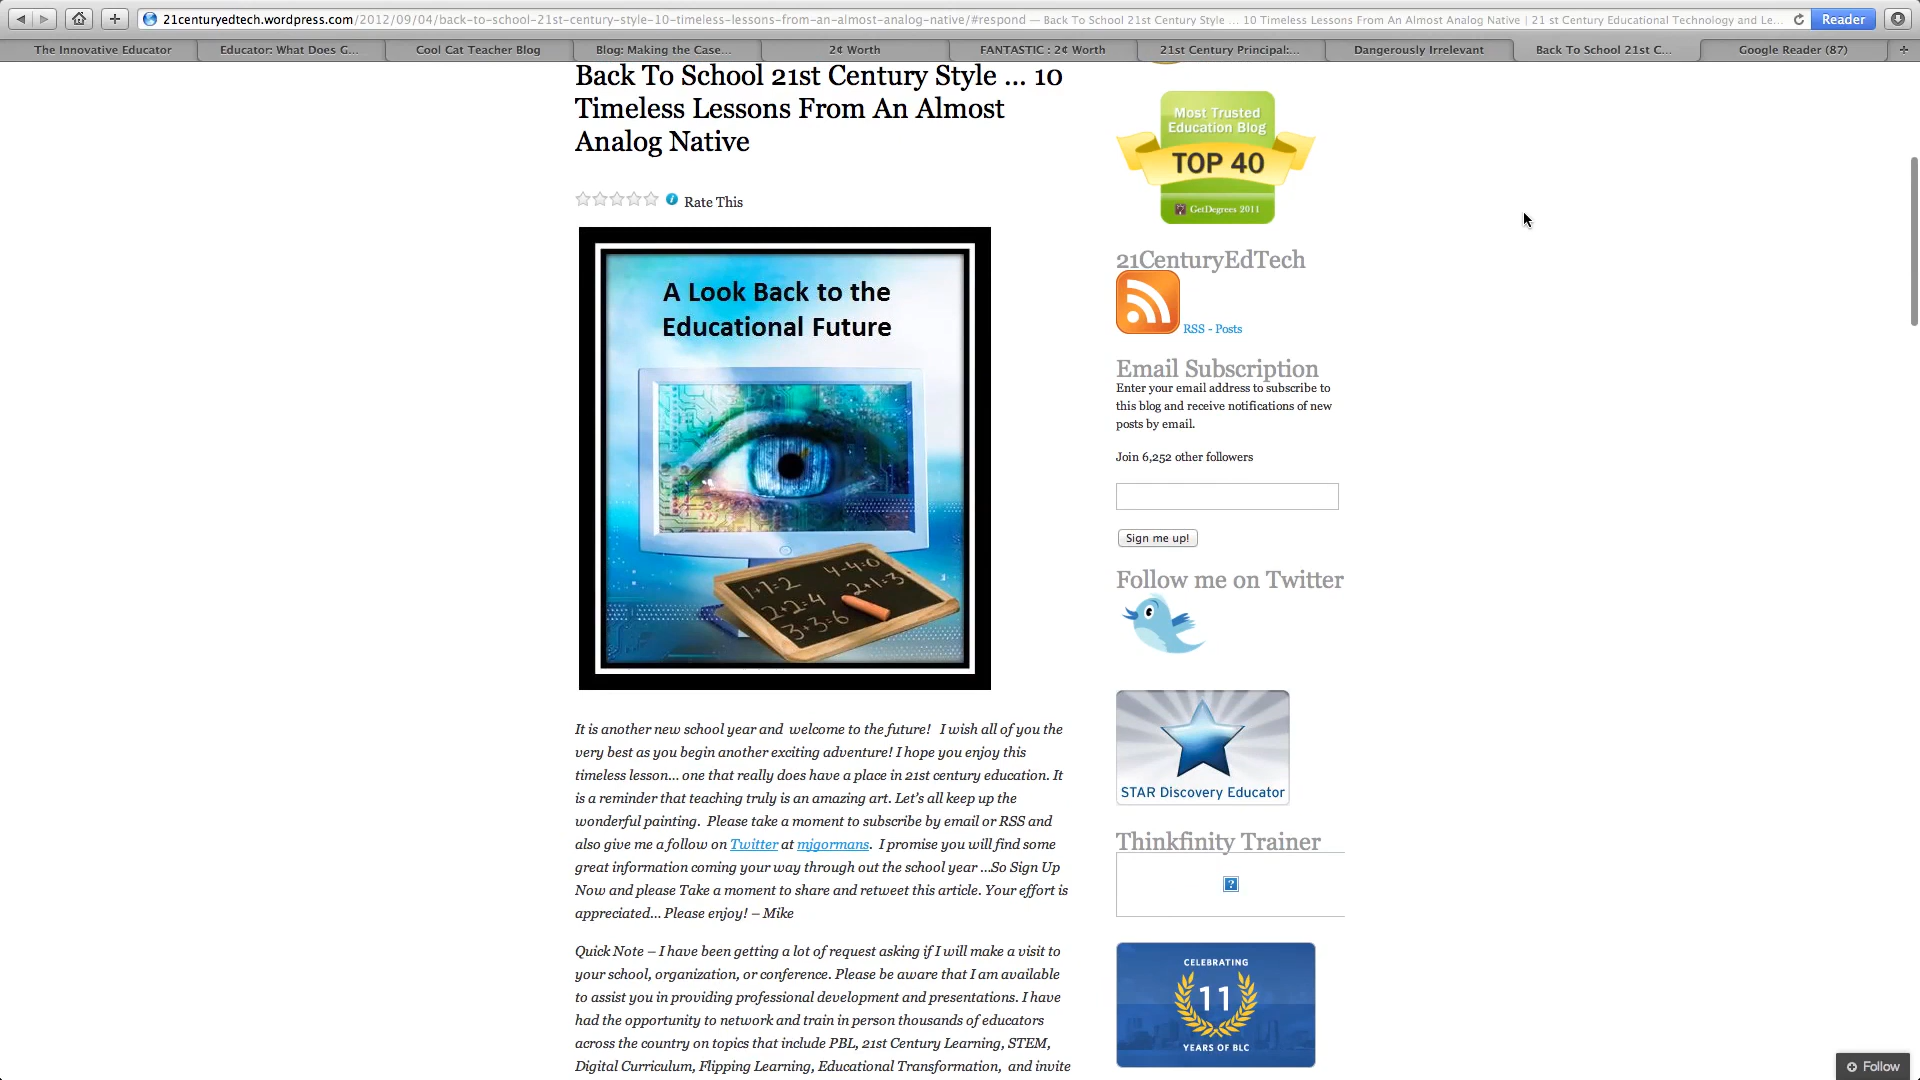 21centuryedtech.wordpress.com/2012/09/04/back-to-school-21st-century-style-10-timeless-lessons-from-an-almost-analog-native/#respond — Back To School 21st Century Style ... 10 Timeless Lessons From An Almost Analog Native | 21 st Century Educational Technology and Le...
Reader
The Innovative Educator
Educator: What Does G...
Cool Cat Teacher Blog
Blog: Making the Case...
2¢ Worth
FANTASTIC : 2¢ Worth
21st Century Principal:...
Dangerously Irrelevant
Back To School 21st C...
Google Reader (87)
Back To School 21st Century Style … 10
Timeless Lessons From An Almost
Analog Native
Rate This
A Look Back to the
Educational Future
1+1=2
2+2=4
3+3=6
4-4=0
2+1=3
It is another new school year and  welcome to the future!   I wish all of you the
very best as you begin another exciting adventure! I hope you enjoy this
timeless lesson… one that really does have a place in 21st century education. It
is a reminder that teaching truly is an amazing art. Let's all keep up the
wonderful painting.  Please take a moment to subscribe by email or RSS and
also give me a follow on Twitter at mjgormans.  I promise you will find some
great information coming your way through out the school year …So Sign Up
Now and please Take a moment to share and retweet this article. Your effort is
appreciated… Please enjoy! – Mike
Quick Note – I have been getting a lot of request asking if I will make a visit to
your school, organization, or conference. Please be aware that I am available
to assist you in providing professional development and presentations. I have
had the opportunity to network and train in person thousands of educators
across the country on topics that include PBL, 21st Century Learning, STEM,
Digital Curriculum, Flipping Learning, Educational Transformation,  and invite
Most Trusted
Education Blog
TOP 40
GetDegrees 2011
21CenturyEdTech
RSS - Posts
Email Subscription
Enter your email address to subscribe to
this blog and receive notifications of new
posts by email.
Join 6,252 other followers
Sign me up!
Follow me on Twitter
STAR Discovery Educator
Thinkfinity Trainer
CELEBRATING
11
YEARS OF BLC
Follow